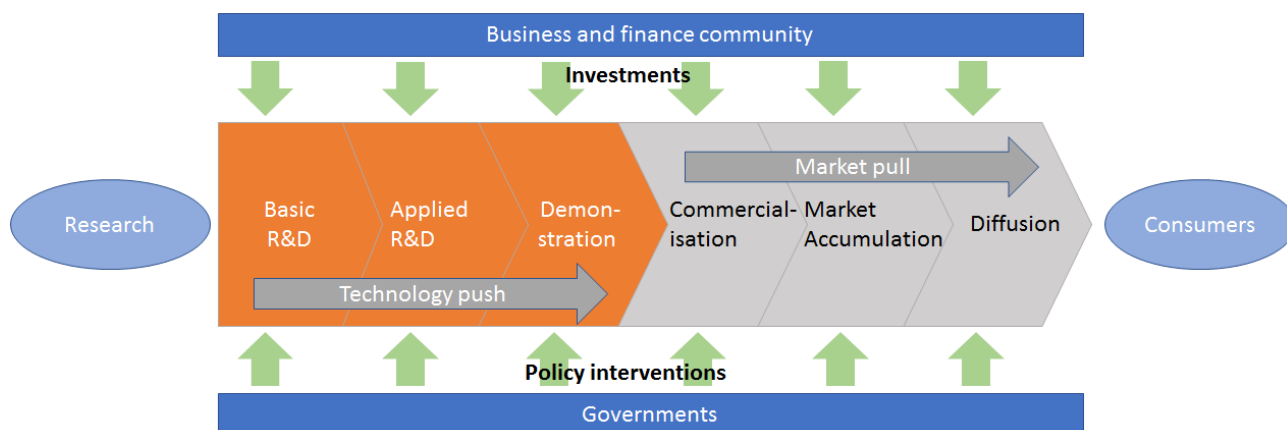 Business and finance community
Investments
Market pull
Research
Basic
R&D
Applied
R&D
Demon-
stration
Commercial-
isation
Market
Accumulation
Diffusion
Consumers
Technology push
Policy interventions
Governments